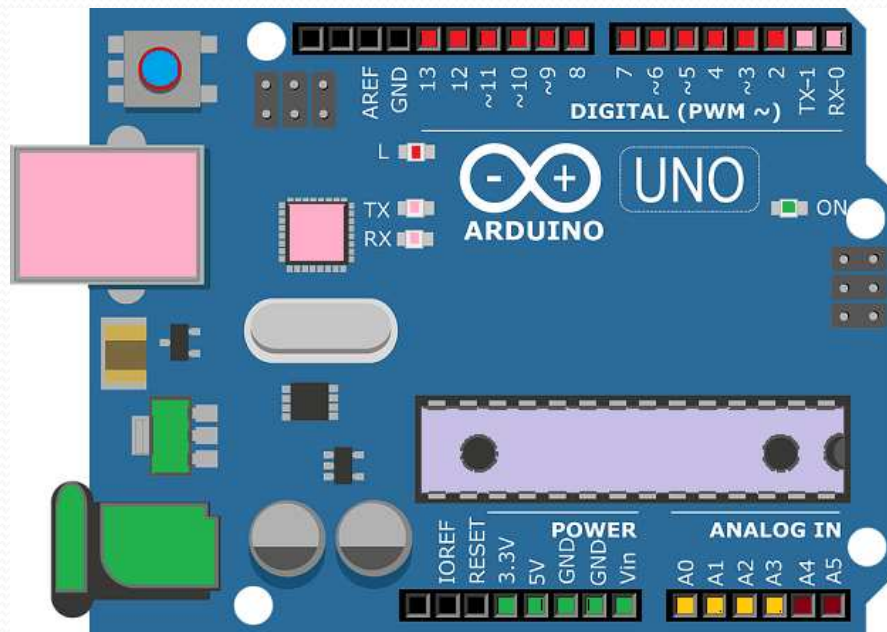 AREF
GND
13
12
~11
~10
~9
8
7
~6
~5
4
~3
2
TX-1
RX-0
DIGITAL (PWM ~)
L
TX
RX
- +
ARDUINO
UNO
ON
POWER
ANALOG IN
IOREF
RESET
3.3V
5V
GND
GND
Vin
A0
A1
A2
A3
A4
A5